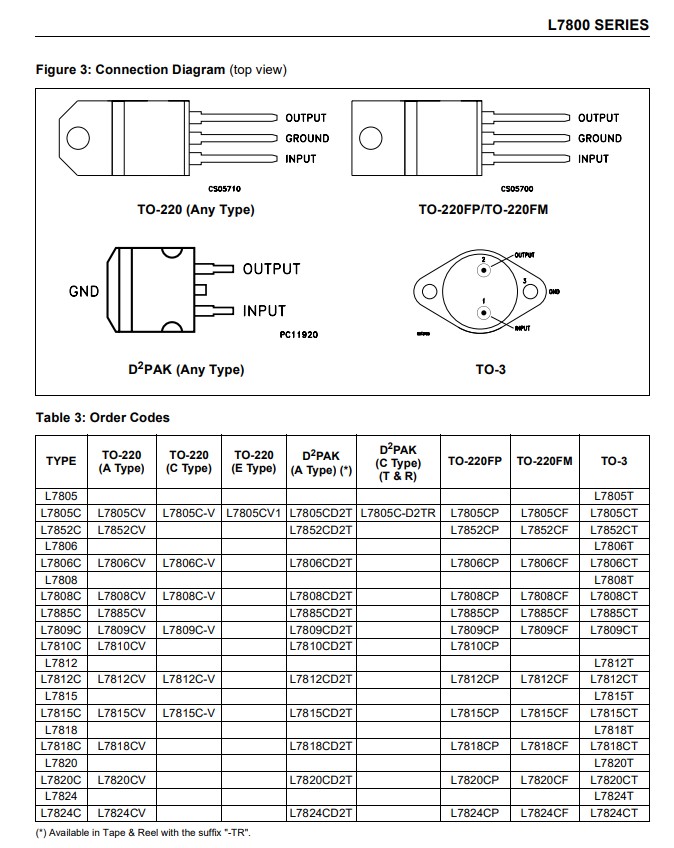 L7800 SERIES
Figure 3: Connection Diagram (top view)
OUTPUT
GROUND
INPUT
CS05710
TO-220 (Any Type)
OUTPUT
GROUND
INPUT
CS05700
TO-220FP/TO-220FM
GND
OUTPUT
INPUT
PC11920
D²PAK (Any Type)
2
OUTPUT
3
GND
1
INPUT
TO-3
Table 3: Order Codes
TYPE TO-220 (A Type) TO-220 (C Type) TO-220 (E Type) D²PAK (A Type) (*) D²PAK (C Type) (T & R) TO-220FP TO-220FM TO-3
L7805 L7805T
L7805C L7805CV L7805C-V L7805CV1 L7805CD2T L7805C-D2TR L7805CP L7805CF L7805CT
L7852C L7852CV L7852CD2T L7852CP L7852CF L7852CT
L7806 L7806T
L7806C L7806CV L7806C-V L7806CD2T L7806CP L7806CF L7806CT
L7808 L7808T
L7808C L7808CV L7808C-V L7808CD2T L7808CP L7808CF L7808CT
L7885C L7885CV L7885CD2T L7885CP L7885CF L7885CT
L7809C L7809CV L7809C-V L7809CD2T L7809CP L7809CF L7809CT
L7810C L7810CV L7810CD2T L7810CP
L7812 L7812T
L7812C L7812CV L7812C-V L7812CD2T L7812CP L7812CF L7812CT
L7815 L7815T
L7815C L7815CV L7815C-V L7815CD2T L7815CP L7815CF L7815CT
L7818 L7818T
L7818C L7818CV L7818CD2T L7818CP L7818CF L7818CT
L7820 L7820T
L7820C L7820CV L7820CD2T L7820CP L7820CF L7820CT
L7824 L7824T
L7824C L7824CV L7824CD2T L7824CP L7824CF L7824CT
(*) Available in Tape & Reel with the suffix "-TR".